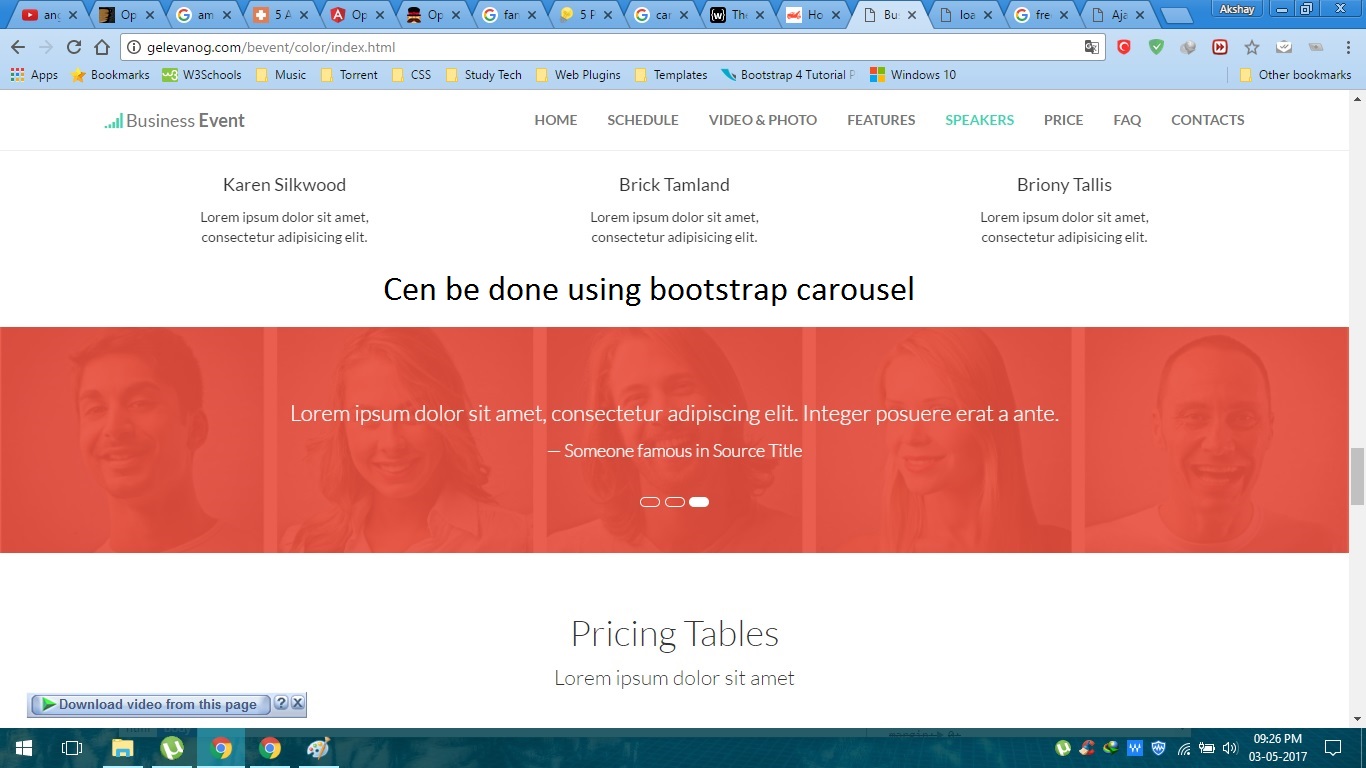 ang
Op
am
5 A
Op
Op
fan
5 P
car
The
Ho
Bus
loa
fre
Aja
Akshay
gelevanog.com/bevent/color/index.html
Apps
Bookmarks
W3Schools
Music
Torrent
CSS
Study Tech
Web Plugins
Templates
Bootstrap 4 Tutorial P
Windows 10
Other bookmarks
Business Event
HOME
SCHEDULE
VIDEO & PHOTO
FEATURES
SPEAKERS
PRICE
FAQ
CONTACTS
Karen Silkwood
Brick Tamland
Briony Tallis
Lorem ipsum dolor sit amet,
consectetur adipisicing elit.
Lorem ipsum dolor sit amet,
consectetur adipisicing elit.
Lorem ipsum dolor sit amet,
consectetur adipisicing elit.
Cen be done using bootstrap carousel
Lorem ipsum dolor sit amet, consectetur adipiscing elit. Integer posuere erat a ante.
— Someone famous in Source Title
Pricing Tables
Lorem ipsum dolor sit amet
Download video from this page
?
html body
09:26 PM
03-05-2017